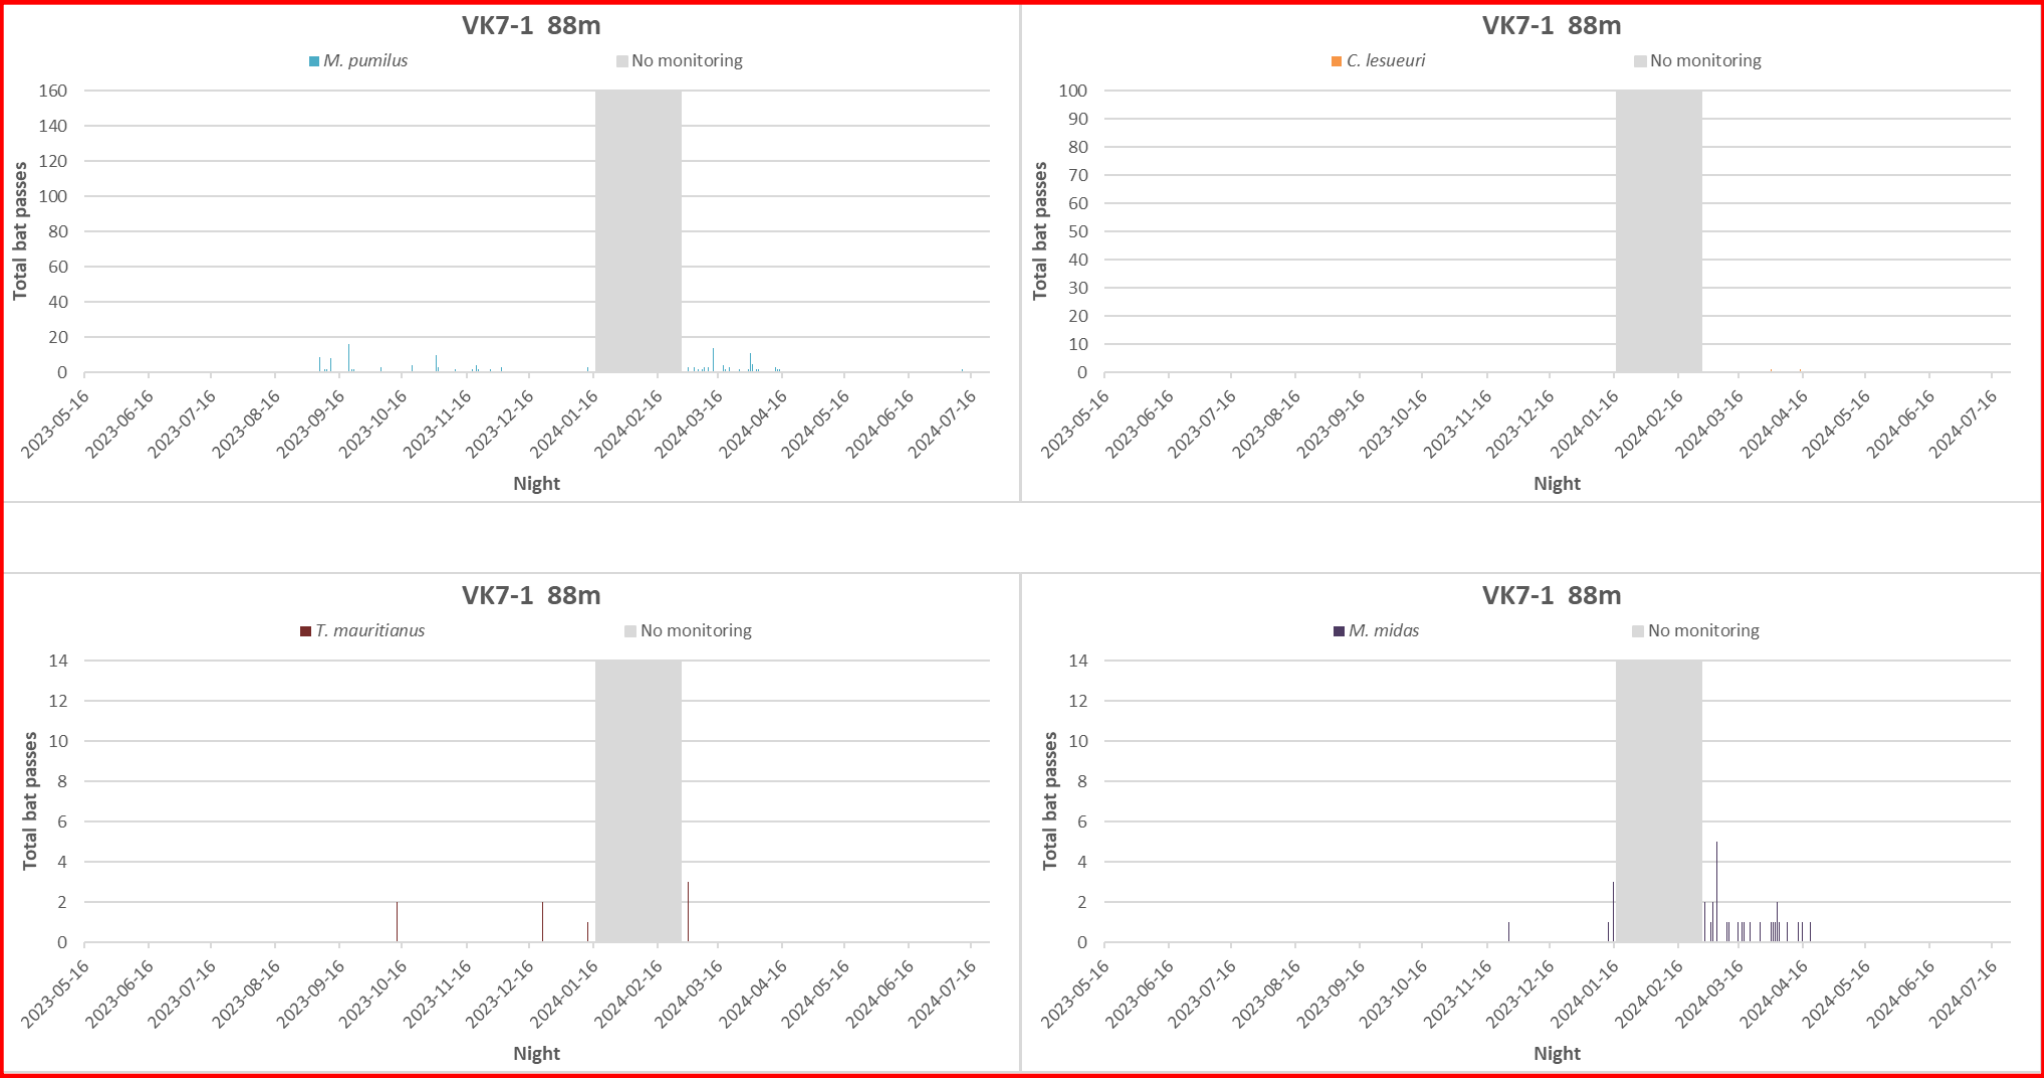 VK7-1  88m
M. pumilus No monitoring
160
140
120
100
80
60
40
20
0
Total bat passes
2023-05-16 2023-06-16 2023-07-16 2023-08-16 2023-09-16 2023-10-16 2023-11-16 2023-12-16 2024-01-16 2024-02-16 2024-03-16 2024-04-16 2024-05-16 2024-06-16 2024-07-16
Night
VK7-1  88m
C. lesueuri No monitoring
100
90
80
70
60
50
40
30
20
10
0
Total bat passes
2023-05-16 2023-06-16 2023-07-16 2023-08-16 2023-09-16 2023-10-16 2023-11-16 2023-12-16 2024-01-16 2024-02-16 2024-03-16 2024-04-16 2024-05-16 2024-06-16 2024-07-16
Night
VK7-1  88m
T. mauritianus No monitoring
14
12
10
8
6
4
2
0
Total bat passes
2023-05-16 2023-06-16 2023-07-16 2023-08-16 2023-09-16 2023-10-16 2023-11-16 2023-12-16 2024-01-16 2024-02-16 2024-03-16 2024-04-16 2024-05-16 2024-06-16 2024-07-16
Night
VK7-1  88m
M. midas No monitoring
14
12
10
8
6
4
2
0
Total bat passes
2023-05-16 2023-06-16 2023-07-16 2023-08-16 2023-09-16 2023-10-16 2023-11-16 2023-12-16 2024-01-16 2024-02-16 2024-03-16 2024-04-16 2024-05-16 2024-06-16 2024-07-16
Night